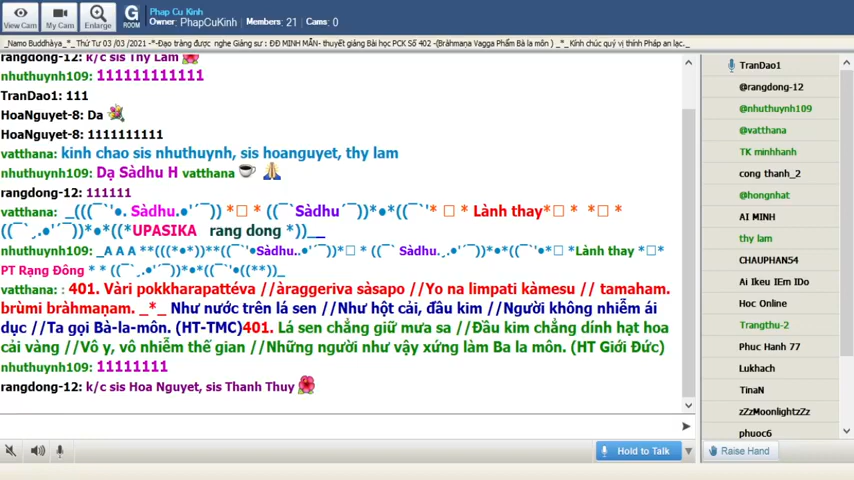 Phap Cu Kinh
Owner: PhapCuKinh Members: 21 Cams: 0
View Cam My Cam Enlarge G ROOM
_Namo Buddhàya_*_ Thứ Tư 03 /03 /2021 -*-Đạo tràng được nghe Giảng sư : ĐĐ MINH MẪN- thuyết giảng Bài học PCK Số 402 -(Bràhmaṇa Vagga Phẩm Bà la môn ) _*_ Kính chúc quý vị thính Pháp an lạc._
rangdong-12: k/c sis Thy Lam
nhuthuynh109: 111111111111
TranDao1: 111
HoaNguyet-8: Da
HoaNguyet-8: 1111111111
vatthana: kinh chao sis nhuthuynh, sis hoanguyet, thy lam
nhuthuynh109: Dạ Sàdhu H vatthana
rangdong-12: 111111
vatthana: _(((¯`'●. Sàdhu.●'´¯)) *□ * ((¯`Sàdhu´¯))*●*((¯`'* □ * Lành thay*□ * *□ *
((¯`¸.●'´¯))*●*((*UPASIKA rang dong *))__
nhuthuynh109: _A A A **(((*●*))**((¯`'●Sàdhu..●'´¯))*□ * ((¯` Sàdhu.¸.●'´¯))*●*((¯`'●*□ *Lành thay *□*
PT Rạng Đông * * ((¯`¸.●'´¯))*●*((¯`'●((**))_
vatthana: : 401. Vàri pokkharapattéva //àraggeriva sàsapo //Yo na limpati kàmesu // tamaham.
brùmi bràhmaṇam. _*_ Như nước trên lá sen //Như hột cải, đầu kim //Người không nhiễm ái
dục //Ta gọi Bà-la-môn. (HT-TMC)401. Lá sen chẳng giữ mưa sa //Đầu kim chẳng dính hạt hoa
cải vàng //Vô y, vô nhiễm thế gian //Những người như vậy xứng làm Ba la môn. (HT Giới Đức)
nhuthuynh109: 11111111
rangdong-12: k/c sis Hoa Nguyet, sis Thanh Thuy
Hold to Talk
TranDao1
@rangdong-12
@nhuthuynh109
@vatthana
TK minhhanh
cong thanh_2
@hongnhat
AI MINH
thy lam
CHAUPHAN54
Ai Ikeu IEm IDo
Hoc Online
Trangthu-2
Phuc Hanh 77
Lukhach
TinaN
zZzMoonlightzZz
phuoc6
Raise Hand